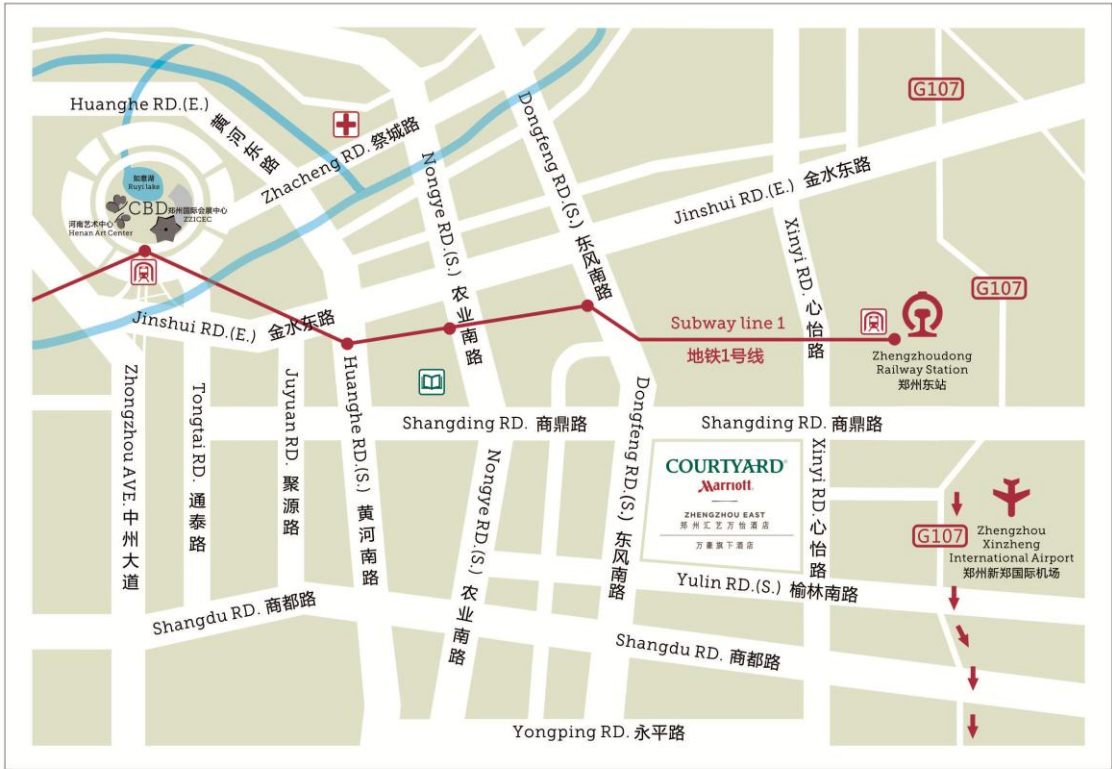 G107
Huanghe RD.(E.)
黄河东路
Zhacheng RD. 祭城路
Nongye RD.(S.) 农业南路
Dongfeng RD.(S.) 东风南路
Jinshui RD.(E.) 金水东路
Xinyi RD. 心怡路
如意湖
Ruyi lake
CBD
郑州国际会展中心
ZZICEC
河南艺术中心
Henan Art Center
G107
Jinshui RD.(E.) 金水东路
Subway line 1
地铁1号线
Zhengzhoudong
Railway Station
郑州东站
Zhongzhou AVE. 中州大道
Tongtai RD. 通泰路
Juyuan RD. 聚源路
Huanghe RD.(S.) 黄河南路
Shangding RD. 商鼎路
Shangding RD. 商鼎路
Nongye RD.(S.) 农业南路
Dongfeng RD.(S.) 东风南路
COURTYARD®
Marriott.
ZHENGZHOU EAST
郑州汇艺万怡酒店
万豪旗下酒店
Xinyi RD. 心怡路
G107
Zhengzhou
Xinzheng
International Airport
郑州新郑国际机场
Yulin RD.(S.) 榆林南路
Shangdu RD. 商都路
Shangdu RD. 商都路
Yongping RD. 永平路